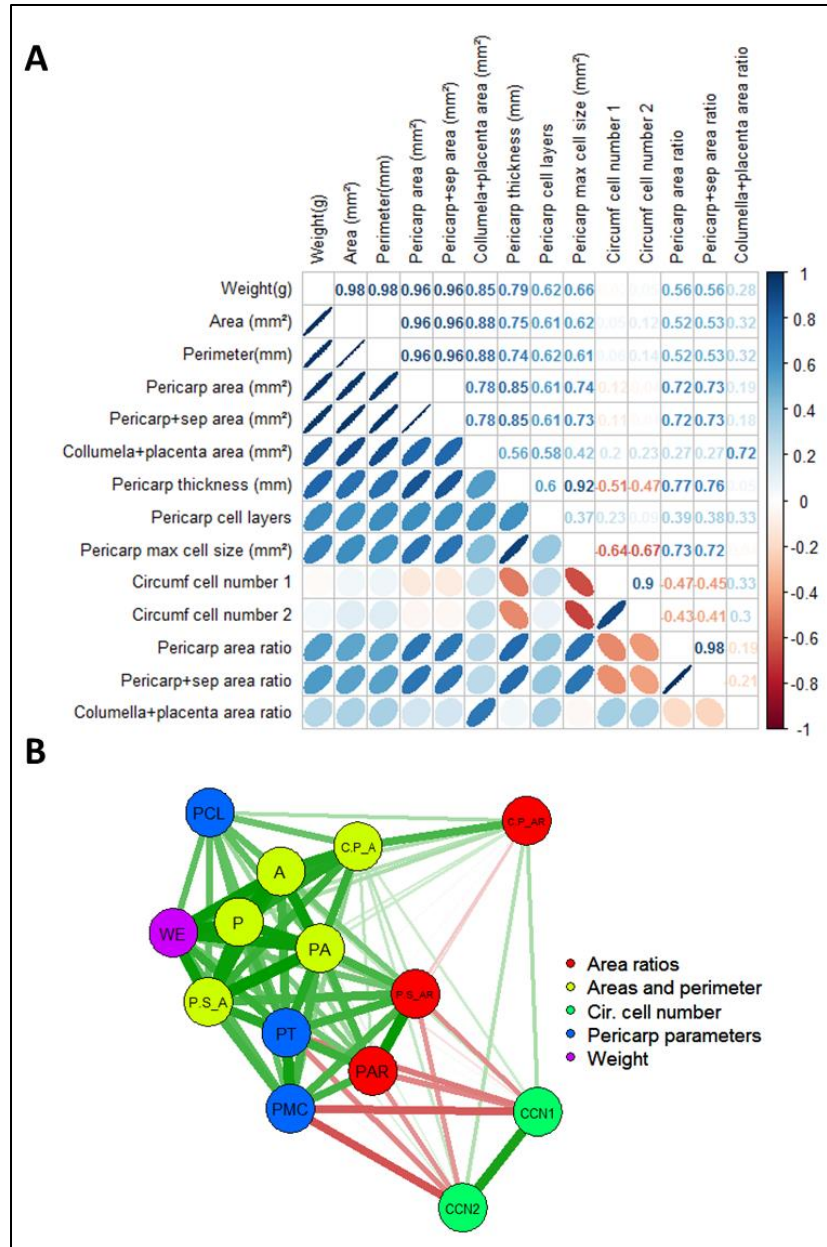 A
Weight(g)
Area (mm²)
Perimeter(mm)
Pericarp area (mm²)
Pericarp+sep area (mm²)
Collumela+placenta area (mm²)
Pericarp thickness (mm)
Pericarp cell layers
Pericarp max cell size (mm²)
Circumf cell number 1
Circumf cell number 2
Pericarp area ratio
Pericarp+sep area ratio
Columella+placenta area ratio
Weight(g) 0.98 0.98 0.96 0.96 0.85 0.79 0.62 0.66 0.56 0.56 0.28
Area (mm²) 0.96 0.96 0.88 0.75 0.61 0.62 0.05 0.12 0.52 0.53 0.32
Perimeter(mm) 0.96 0.96 0.88 0.74 0.62 0.61 0.06 0.14 0.52 0.53 0.32
Pericarp area (mm²) 0.78 0.85 0.61 0.74 -0.12 0.72 0.73 0.19
Pericarp+sep area (mm²) 0.78 0.85 0.61 0.73 -0.11 0.72 0.73 0.18
Collumela+placenta area (mm²) 0.56 0.58 0.42 0.2 0.23 0.27 0.27 0.72
Pericarp thickness (mm) 0.6 0.92 -0.51 -0.47 0.77 0.76 0.05
Pericarp cell layers 0.37 0.23 0.09 0.39 0.38 0.33
Pericarp max cell size (mm²) -0.64 -0.67 0.73 0.72
Circumf cell number 1 0.9 -0.47 -0.45 0.33
Circumf cell number 2 -0.43 -0.41 0.3
Pericarp area ratio 0.98 -0.19
Pericarp+sep area ratio -0.21
Columella+placenta area ratio
1
0.8
0.6
0.4
0.2
0
-0.2
-0.4
-0.6
-0.8
-1
B
PCL
C.P_AR
C.P_A
A
P
WE
PA
P.S_A
P.S_AR
PT
PAR
PMC
CCN1
CCN2
Area ratios
Areas and perimeter
Cir. cell number
Pericarp parameters
Weight